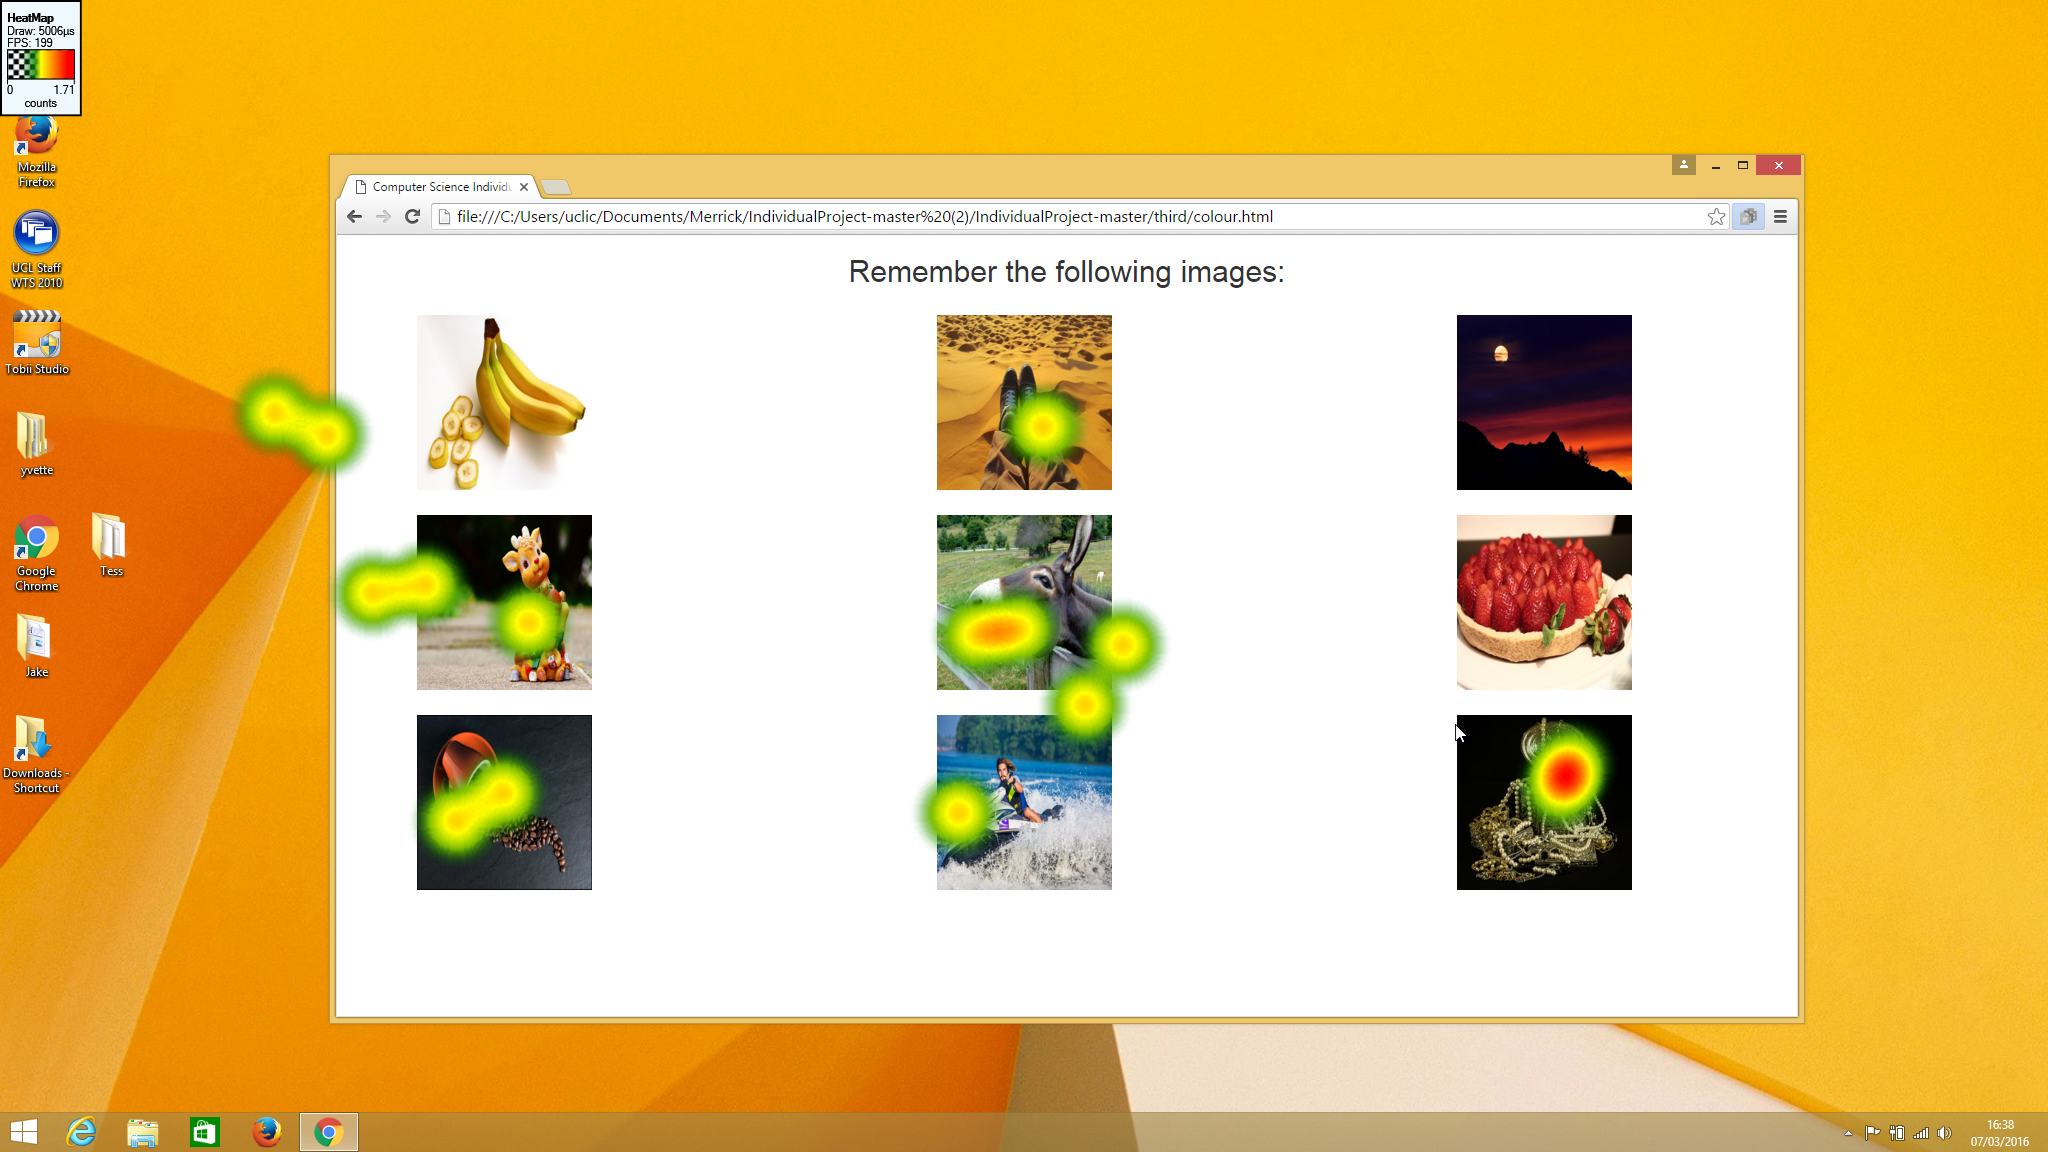 HeatMap
Draw: 5006µs
FPS: 199
0 1.71
counts
Mozilla
Firefox
UCL Staff
WTS 2010
Tobii Studio
yvette
Google
Chrome
Tess
Jake
Downloads -
Shortcut
Computer Science Individu
file:///C:/Users/uclic/Documents/Merrick/IndividualProject-master%20(2)/IndividualProject-master/third/colour.html
Remember the following images:
16:38
07/03/2016